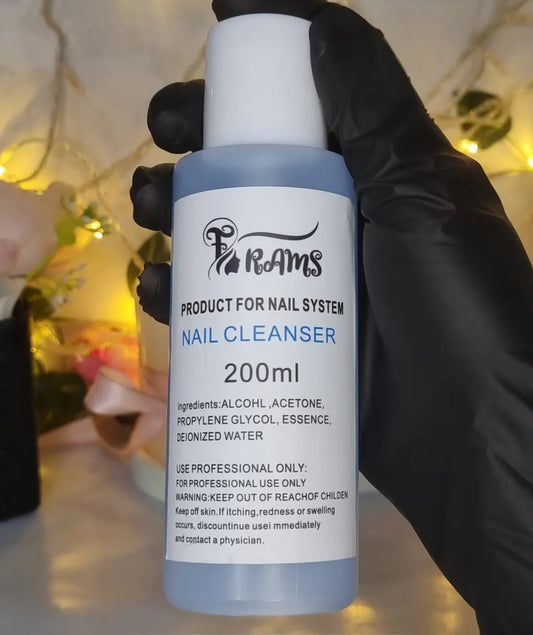 FARAMS
PRODUCT FOR NAIL SYSTEM
NAIL CLEANSER
200ml
Ingredients:ALCOHL ,ACETONE,
PROPYLENE GLYCOL, ESSENCE,
DEIONIZED WATER
USE PROFESSIONAL ONLY:
FOR PROFESSIONAL USE ONLY
WARNING:KEEP OUT OF REACHOF CHILDEN
Keep off skin.If itching,redness or swelling
occurs, discountinue usei mmediately
and contact a physician.